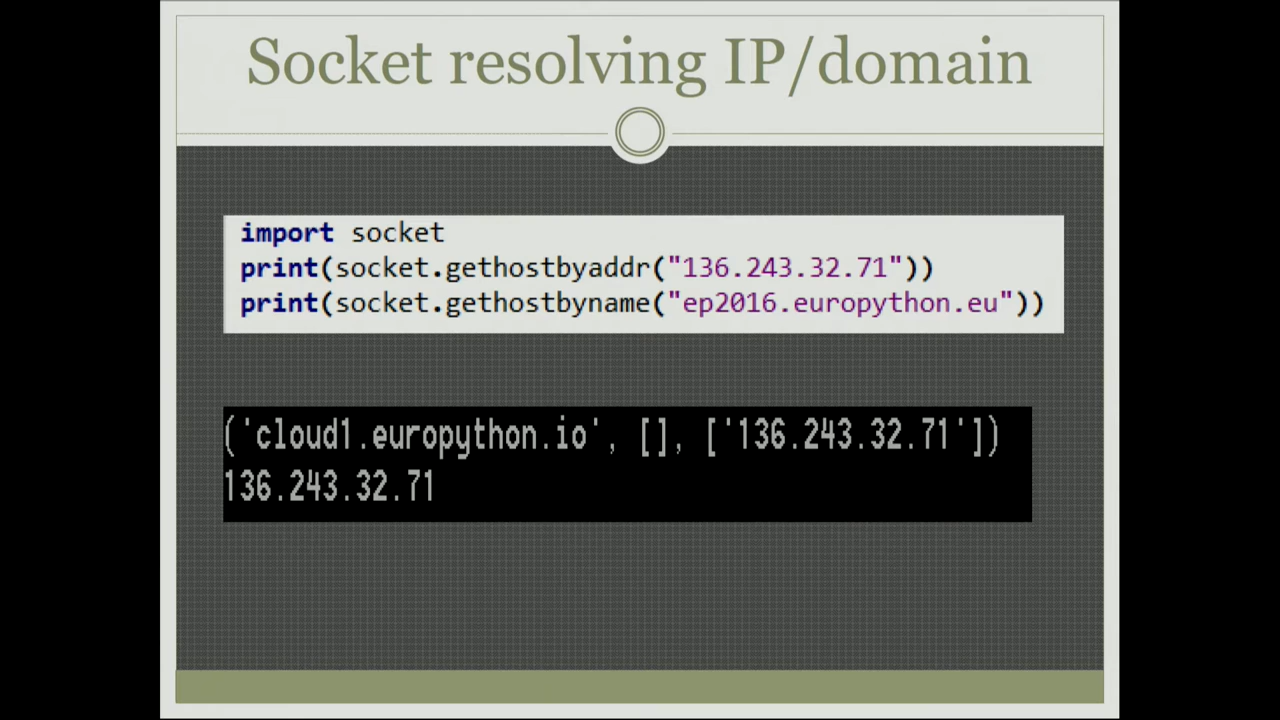 Socket resolving IP/domain
import socket
print(socket.gethostbyaddr("136.243.32.71"))
print(socket.gethostbyname("ep2016.europython.eu"))
('cloud1.europython.io', [], ['136.243.32.71'])
136.243.32.71